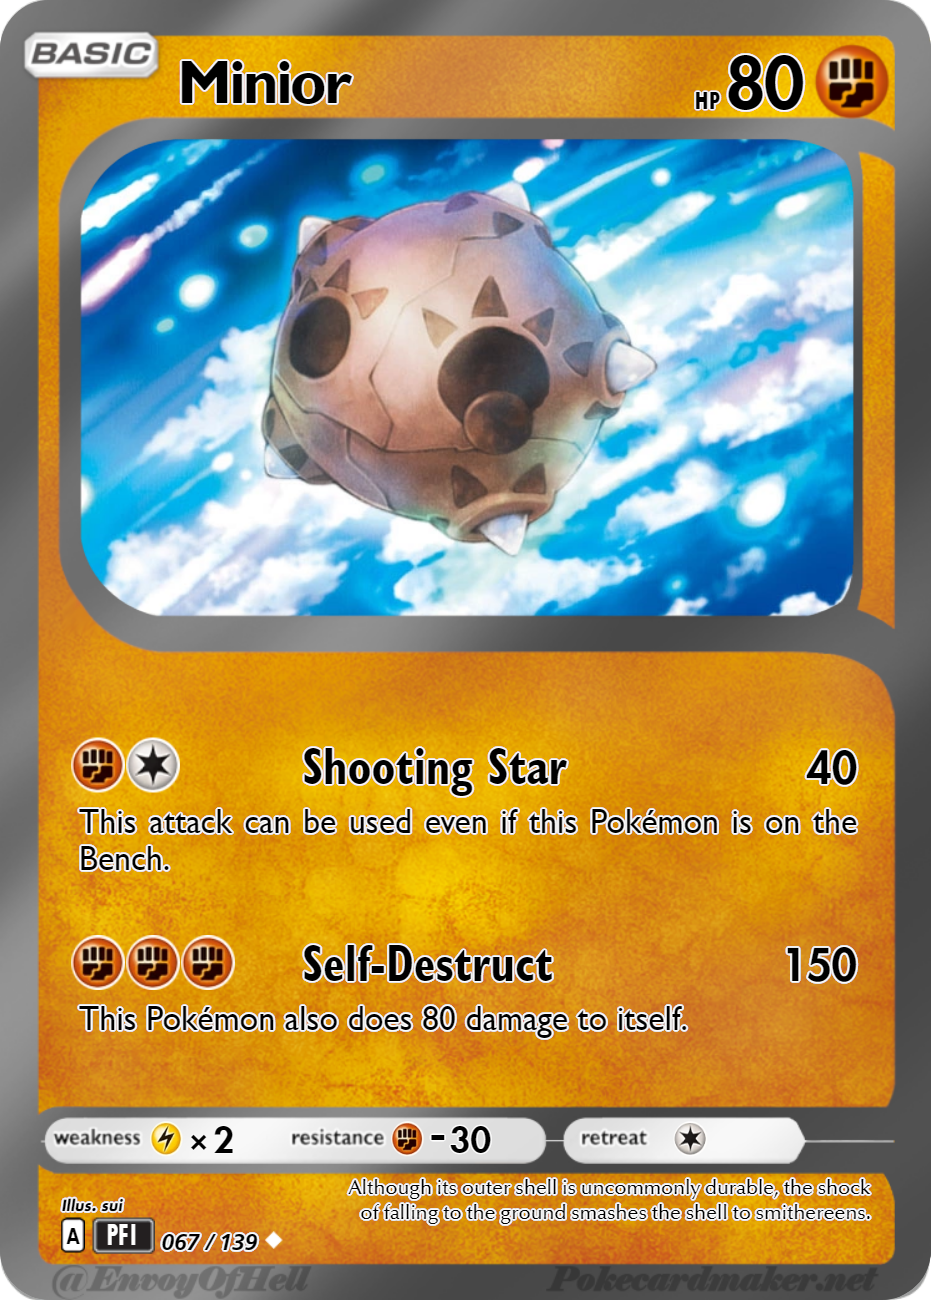 BASIC
Minior
HP 80
Shooting Star 40
This attack can be used even if this Pokémon is on the
Bench.
Self-Destruct 150
This Pokémon also does 80 damage to itself.
weakness ×2 resistance -30 retreat
Although its outer shell is uncommonly durable, the shock
of falling to the ground smashes the shell to smithereens.
Illus. sui
A PFI 067 / 139
@EnvoyOfHell Pokecardmaker.net